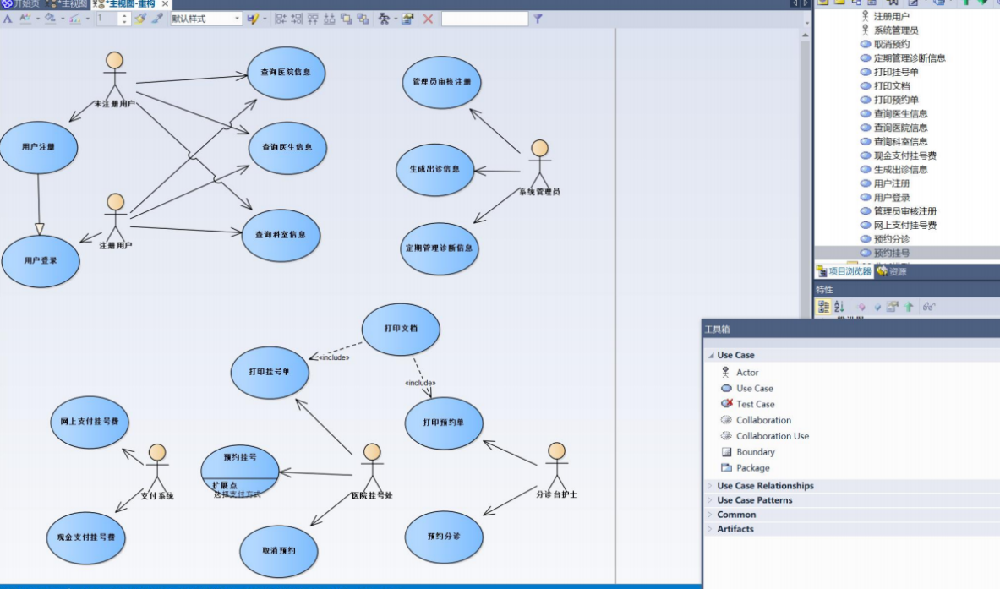 开始页 *主视图 *主视图-重构 ×
1 默认样式
未注册用户
用户注册
用户登录
注册用户
查询医院信息
查询医生信息
查询科室信息
管理员审核注册
生成出诊信息
定期管理诊断信息
系统管理员
打印文档
«include»
«include»
打印挂号单
打印预约单
网上支付挂号费
支付系统
现金支付挂号费
预约挂号
扩展点
选择支付方式
医院挂号处
取消预约
分诊台护士
预约分诊
注册用户
系统管理员
取消预约
定期管理诊断信息
打印挂号单
打印文档
打印预约单
查询医生信息
查询医院信息
查询科室信息
现金支付挂号费
生成出诊信息
用户注册
用户登录
管理员审核注册
网上支付挂号费
预约分诊
预约挂号
项目浏览器 资源
特性
工具箱
Use Case
Actor
Use Case
Test Case
Collaboration
Collaboration Use
Boundary
Package
Use Case Relationships
Use Case Patterns
Common
Artifacts